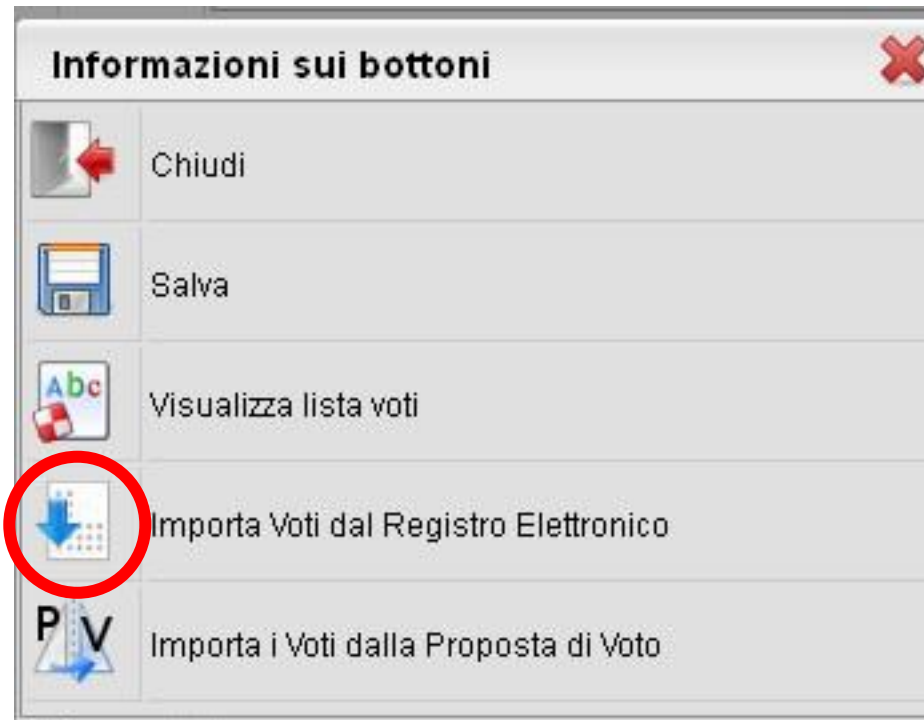 Informazioni sui bottoni
Chiudi
Salva
Abc
Visualizza lista voti
Importa Voti dal Registro Elettronico
P V
Importa i Voti dalla Proposta di Voto